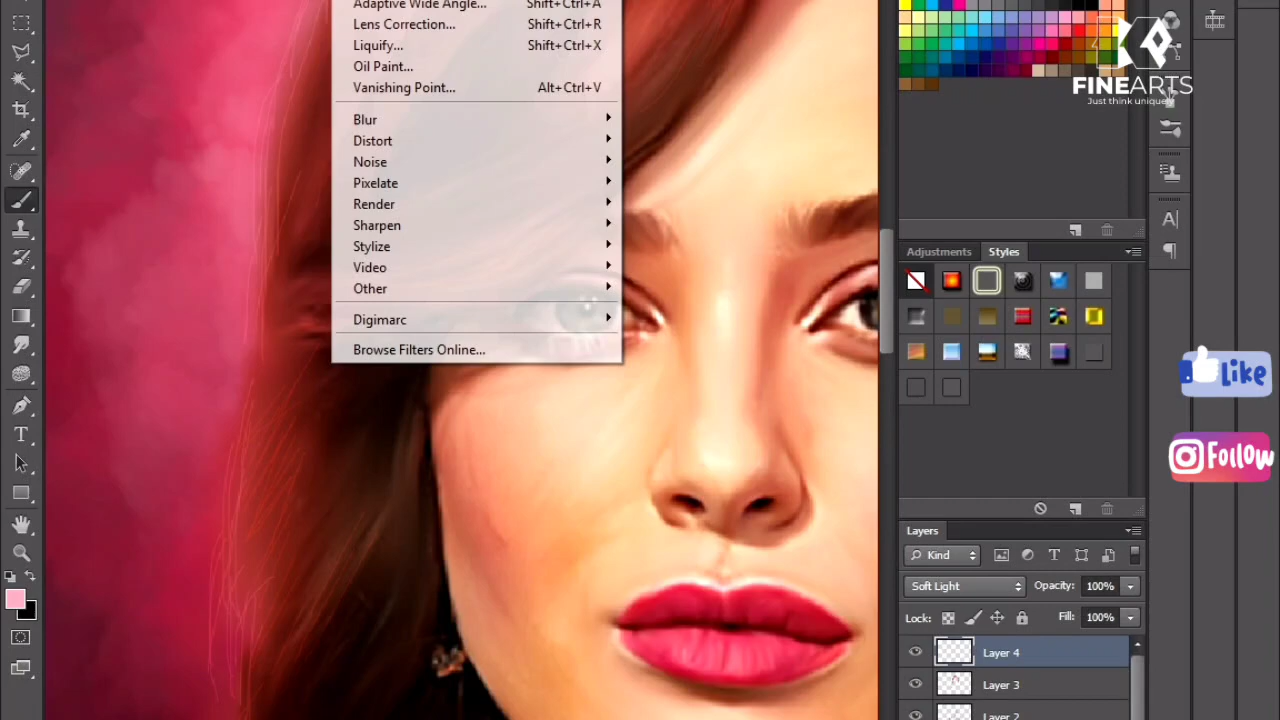 Adaptive Wide Angle... Shift+Ctrl+A
Lens Correction... Shift+Ctrl+R
Liquify... Shift+Ctrl+X
Oil Paint...
Vanishing Point... Alt+Ctrl+V
Blur
Distort
Noise
Pixelate
Render
Sharpen
Stylize
Video
Other
Digimarc
Browse Filters Online...
FINEARTS
Just think uniquely
Adjustments Styles
Like
Follow
Layers
Kind
Soft Light Opacity: 100%
Lock: Fill: 100%
Layer 4
Layer 3
Layer 2